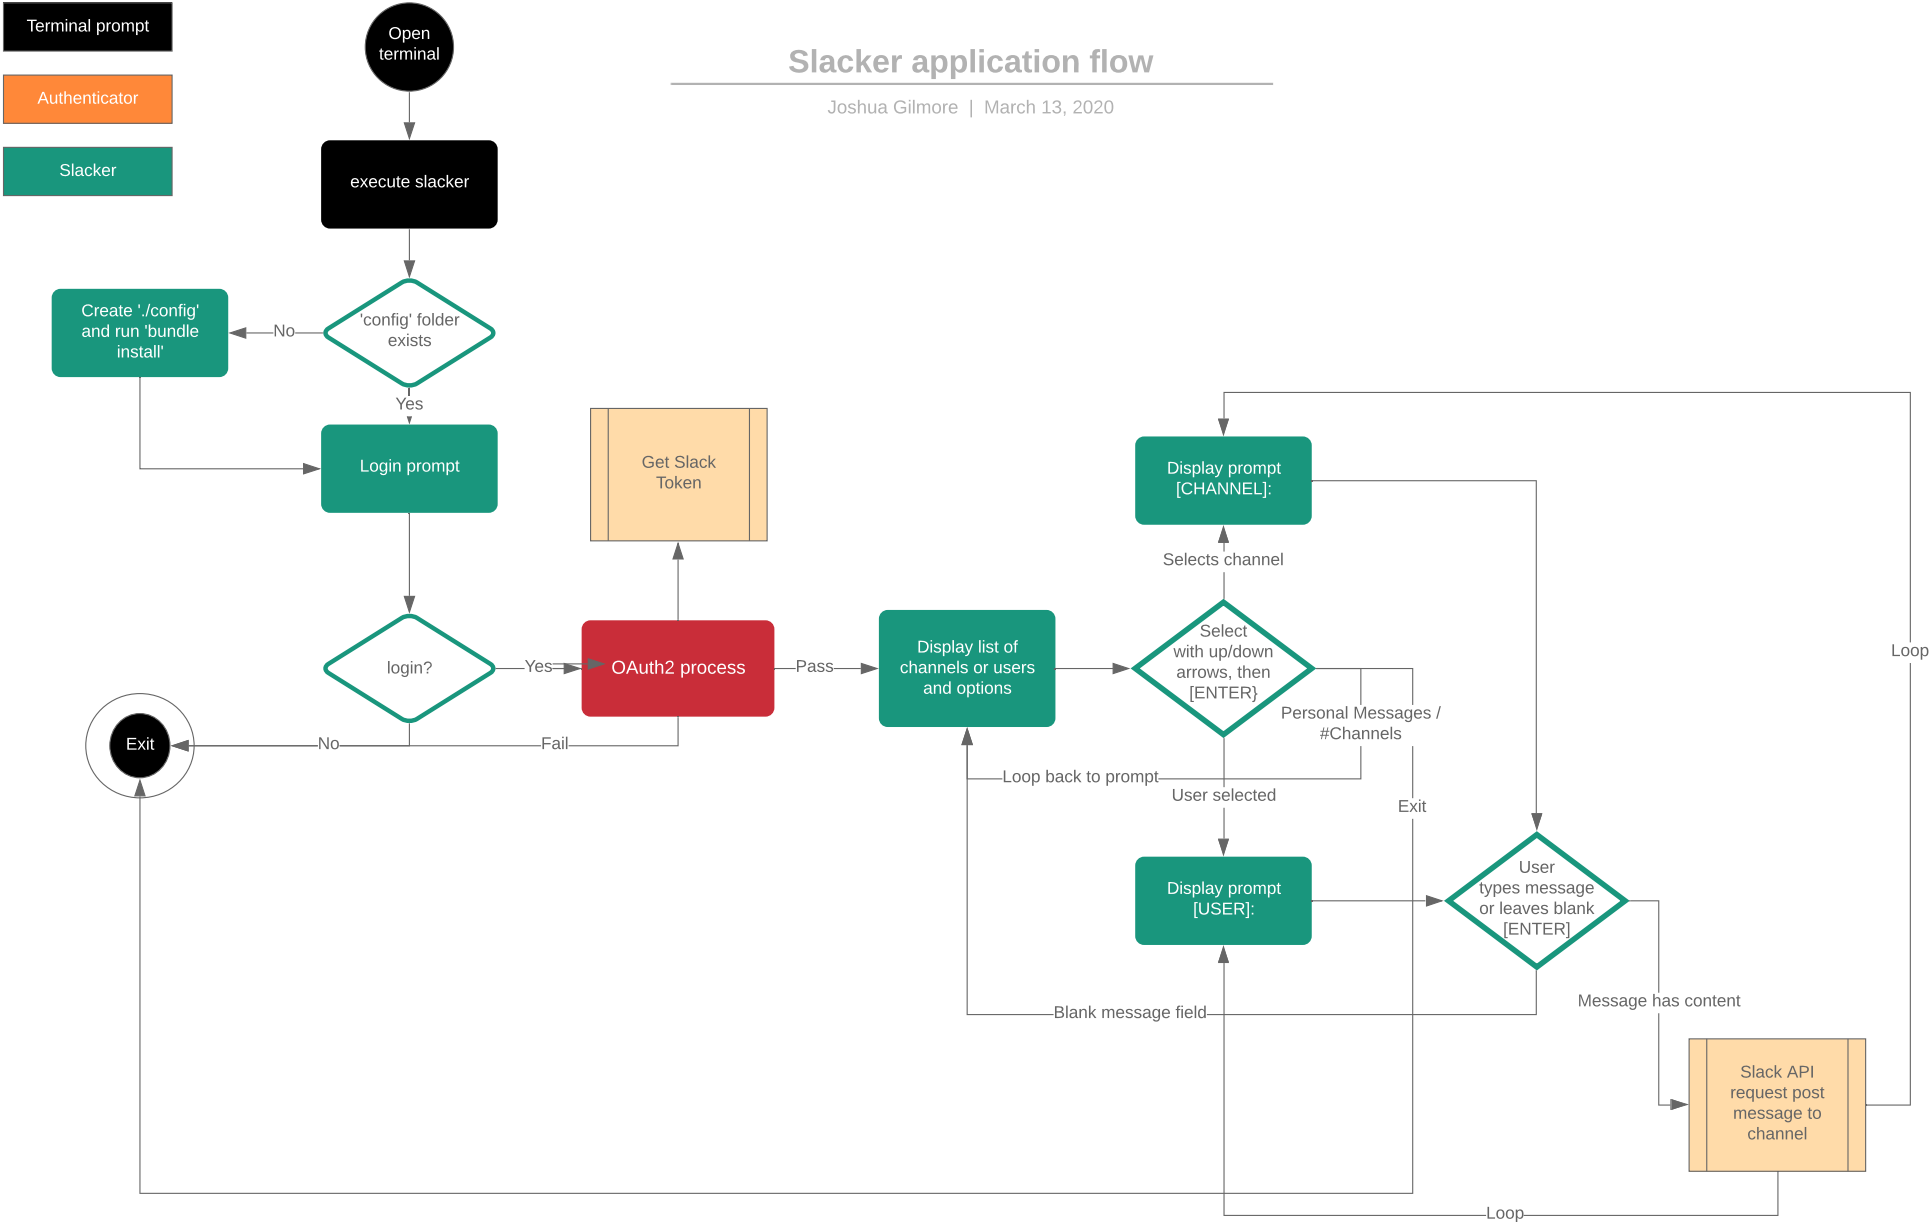 Terminal prompt
Authenticator
Slacker
Slacker application flow
Joshua Gilmore | March 13, 2020
Open
terminal
execute slacker
'config' folder
exists
No
Create './config'
and run 'bundle
install'
Yes
Login prompt
login?
Yes
No
Exit
Get Slack
Token
OAuth2 process
Fail
Pass
Display list of
channels or users
and options
Select
with up/down
arrows, then
[ENTER}
Selects channel
Display prompt
[CHANNEL]:
Personal Messages /
#Channels
Loop back to prompt
User selected
Exit
Display prompt
[USER]:
User
types message
or leaves blank
[ENTER]
Blank message field
Message has content
Slack API
request post
message to
channel
Loop
Loop